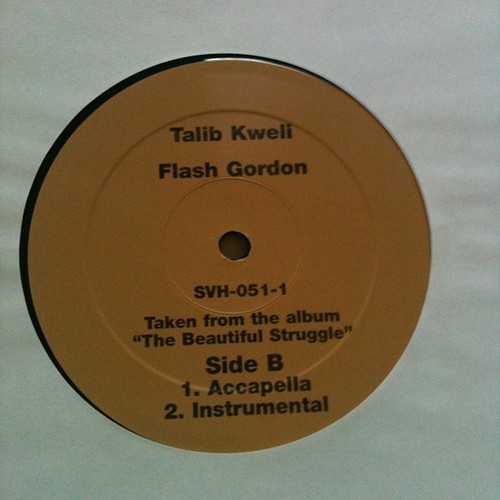 Talib Kweli
Flash Gordon
SVH-051-1
Taken from the album
"The Beautiful Struggle"
Side B
1. Accapella
2. Instrumental